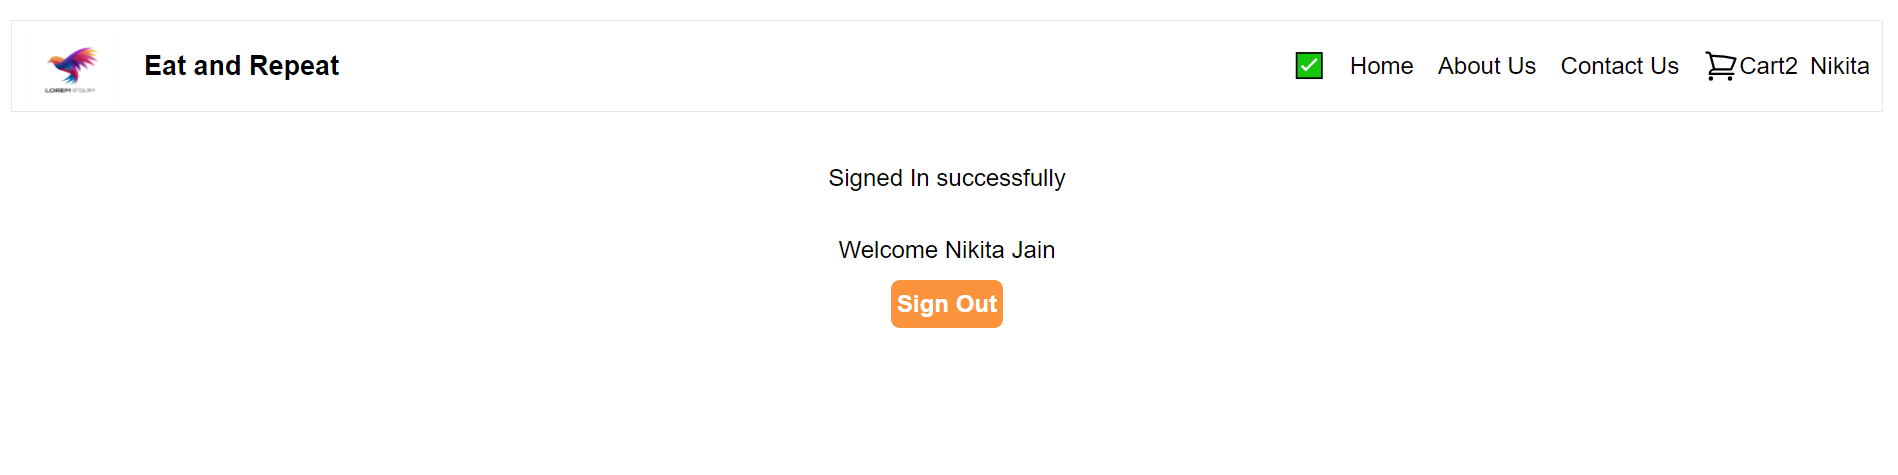 LOREM IPSUM
Eat and Repeat
Home About Us Contact Us Cart2 Nikita
Signed In successfully
Welcome Nikita Jain
Sign Out